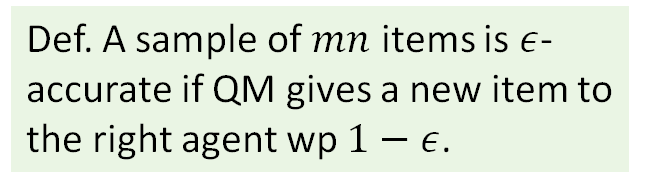 Def. A sample of mn items is ϵ-
accurate if QM gives a new item to
the right agent wp 1 − ϵ.